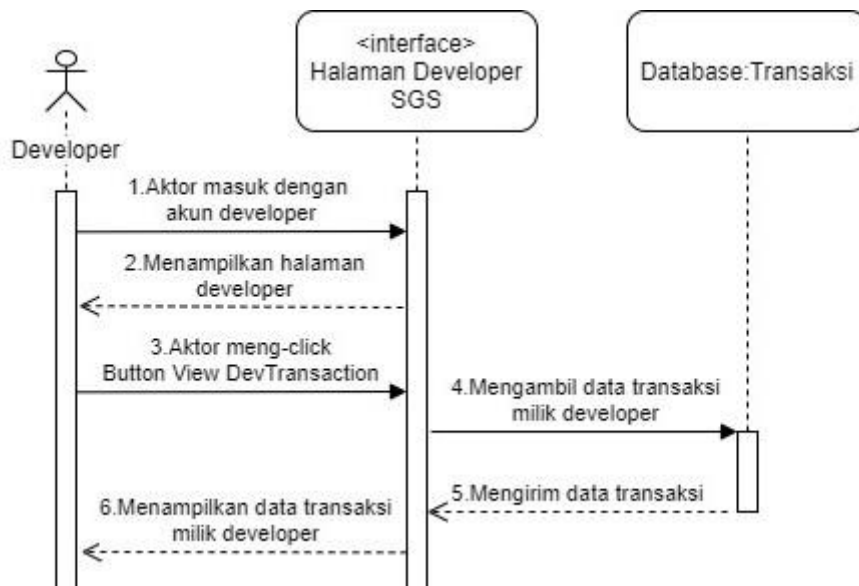 <interface>
Halaman Developer
SGS
Database:Transaksi
Developer
1.Aktor masuk dengan
akun developer
2.Menampilkan halaman
developer
3.Aktor meng-click
Button View DevTransaction
4.Mengambil data transaksi
milik developer
5.Mengirim data transaksi
6.Menampilkan data transaksi
milik developer